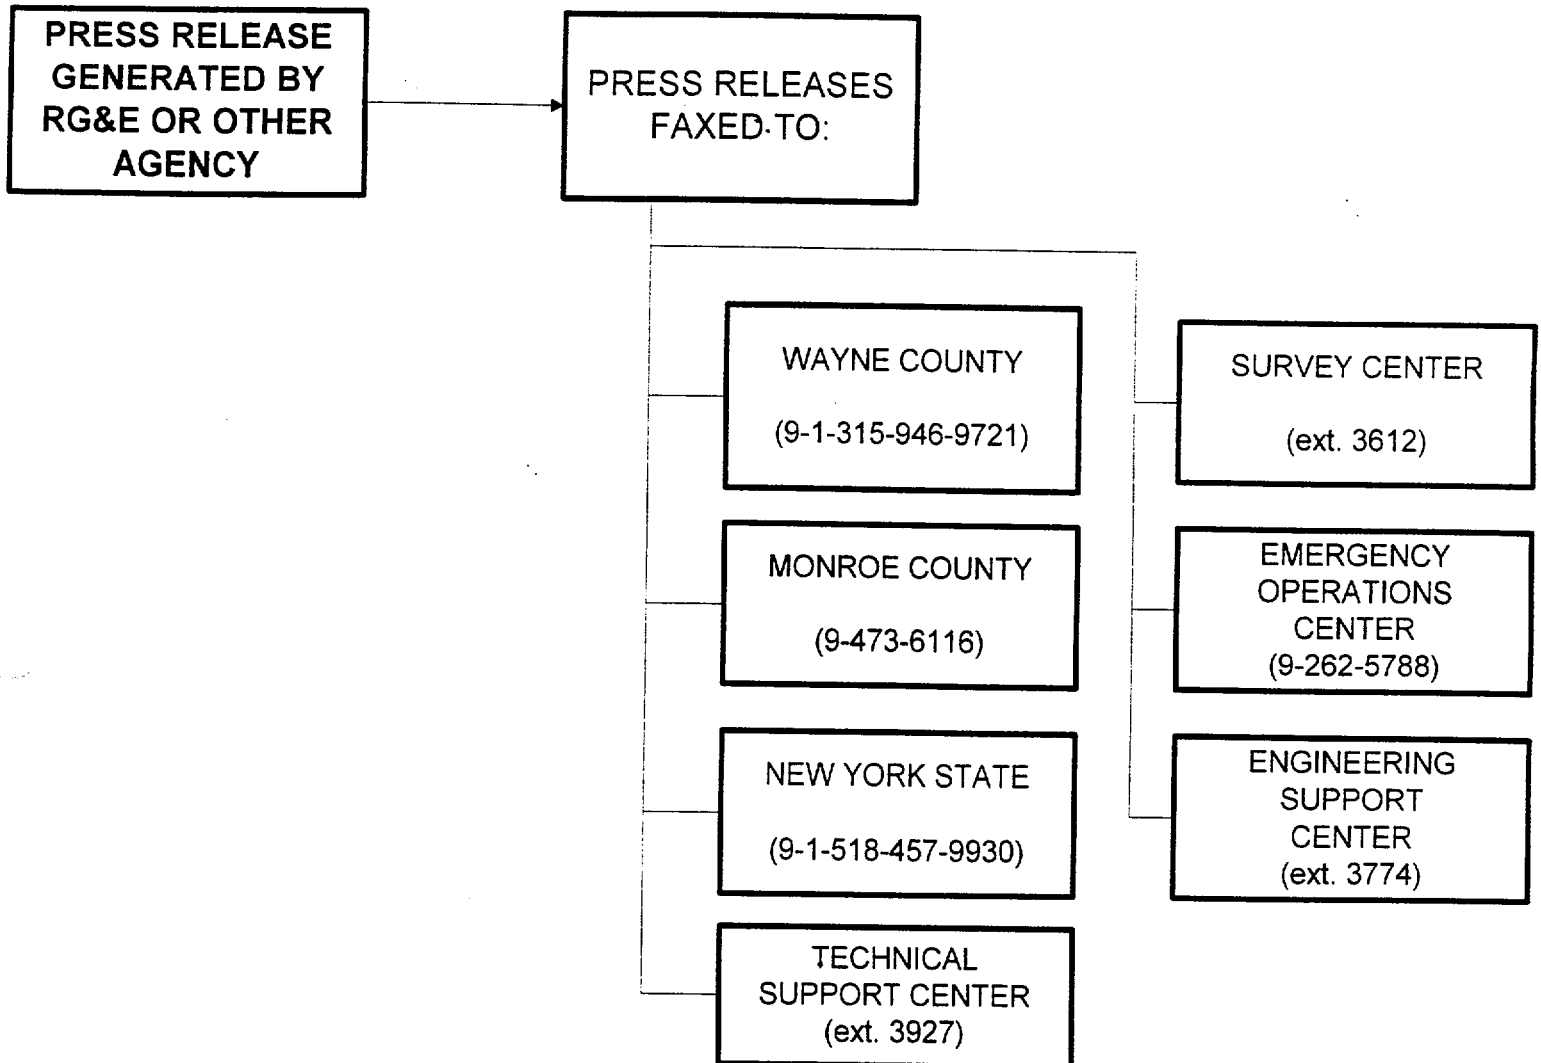 PRESS RELEASE
GENERATED BY
RG&E OR OTHER
AGENCY
PRESS RELEASES
FAXED TO:
WAYNE COUNTY
(9-1-315-946-9721)
MONROE COUNTY
(9-473-6116)
NEW YORK STATE
(9-1-518-457-9930)
TECHNICAL
SUPPORT CENTER
(ext. 3927)
SURVEY CENTER
(ext. 3612)
EMERGENCY
OPERATIONS
CENTER
(9-262-5788)
ENGINEERING
SUPPORT
CENTER
(ext. 3774)